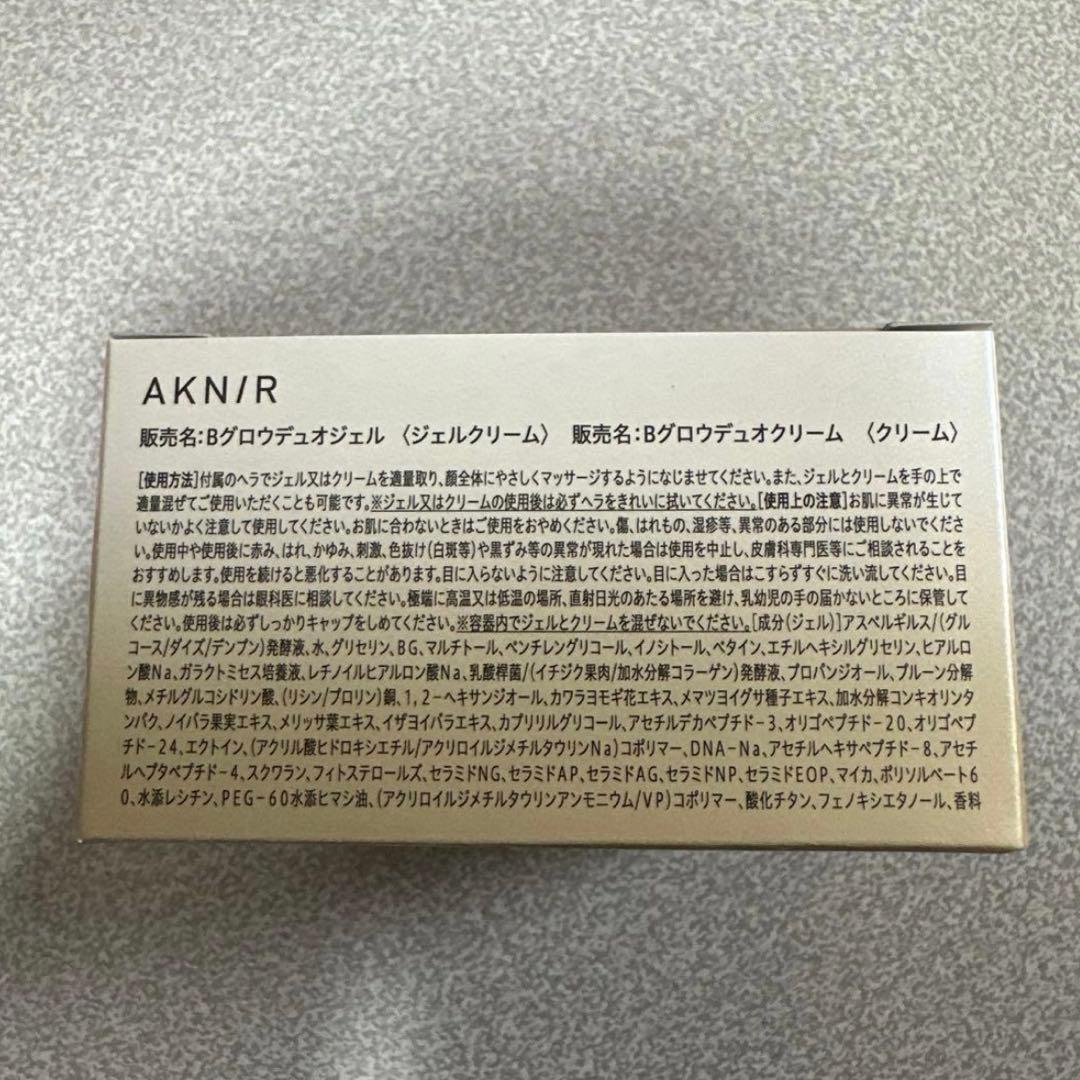 AKN/R
販売名:Bグロウデュオジェル 〈ジェルクリーム〉 販売名:Bグロウデュオクリーム 〈クリーム〉
[使用方法]付属のヘラでジェル又はクリームを適量取り、顔全体にやさしくマッサージするようになじませてください。また、ジェルとクリームを手の上で
適量混ぜてご使用いただくことも可能です。※ジェル又はクリームの使用後は必ずヘラをきれいに拭いてください。[使用上の注意]お肌に異常が生じて
いないかよく注意して使用してください。お肌に合わないときはご使用をおやめください。傷、はれもの、湿疹等、異常のある部分には使用しないでくださ
い。使用中や使用後に赤み、はれ、かゆみ、刺激、色抜け(白斑等)や黒ずみ等の異常が現れた場合は使用を中止し、皮膚科専門医等にご相談されることを
おすすめします。使用を続けると悪化することがあります。目に入らないように注意してください。目に入った場合はこすらずすぐに洗い流してください。目
に異物感が残る場合は眼科医に相談してください。極端に高温又は低温の場所、直射日光のあたる場所を避け、乳幼児の手の届かないところに保管して
ください。使用後は必ずしっかりキャップをしめてください。※容器内でジェルとクリームを混ぜないでください。[成分(ジェル)]アスペルギルス/(グル
コース/ダイズ/デンプン)発酵液、水、グリセリン、BG、マルトール、ペンチレングリコール、イノシトール、ベタイン、エチルヘキシルグリセリン、ヒアルロ
ン酸Na、ガラクトミセス培養液、レチノイルヒアルロン酸Na、乳酸桿菌/(イチジク果肉/加水分解コラーゲン)発酵液、プロパンジオール、プルーン分解
物、メチルグルコシドリン酸、(リシン/プロリン)銅、1,2-ヘキサンジオール、カワラヨモギ花エキス、メマツヨイグサ種子エキス、加水分解コンキオリンタ
ンパク、ノイバラ果実エキス、メリッサ葉エキス、イザヨイバラエキス、カプリリルグリコール、アセチルデカペプチド-3、オリゴペプチド-20、オリゴペプ
チド-24、エクトイン、(アクリル酸ヒドロキシエチル/アクリロイルジメチルタウリンNa)コポリマー、DNA-Na、アセチルヘキサペプチド-8、アセチ
ルヘプタペプチド-4、スクワラン、フィトステロールズ、セラミドNG、セラミドAP、セラミドAG、セラミドNP、セラミドEOP、マイカ、ポリソルベート6
0、水添レシチン、PEG-60水添ヒマシ油、(アクリロイルジメチルタウリンアンモニウム/VP)コポリマー、酸化チタン、フェノキシエタノール、香料